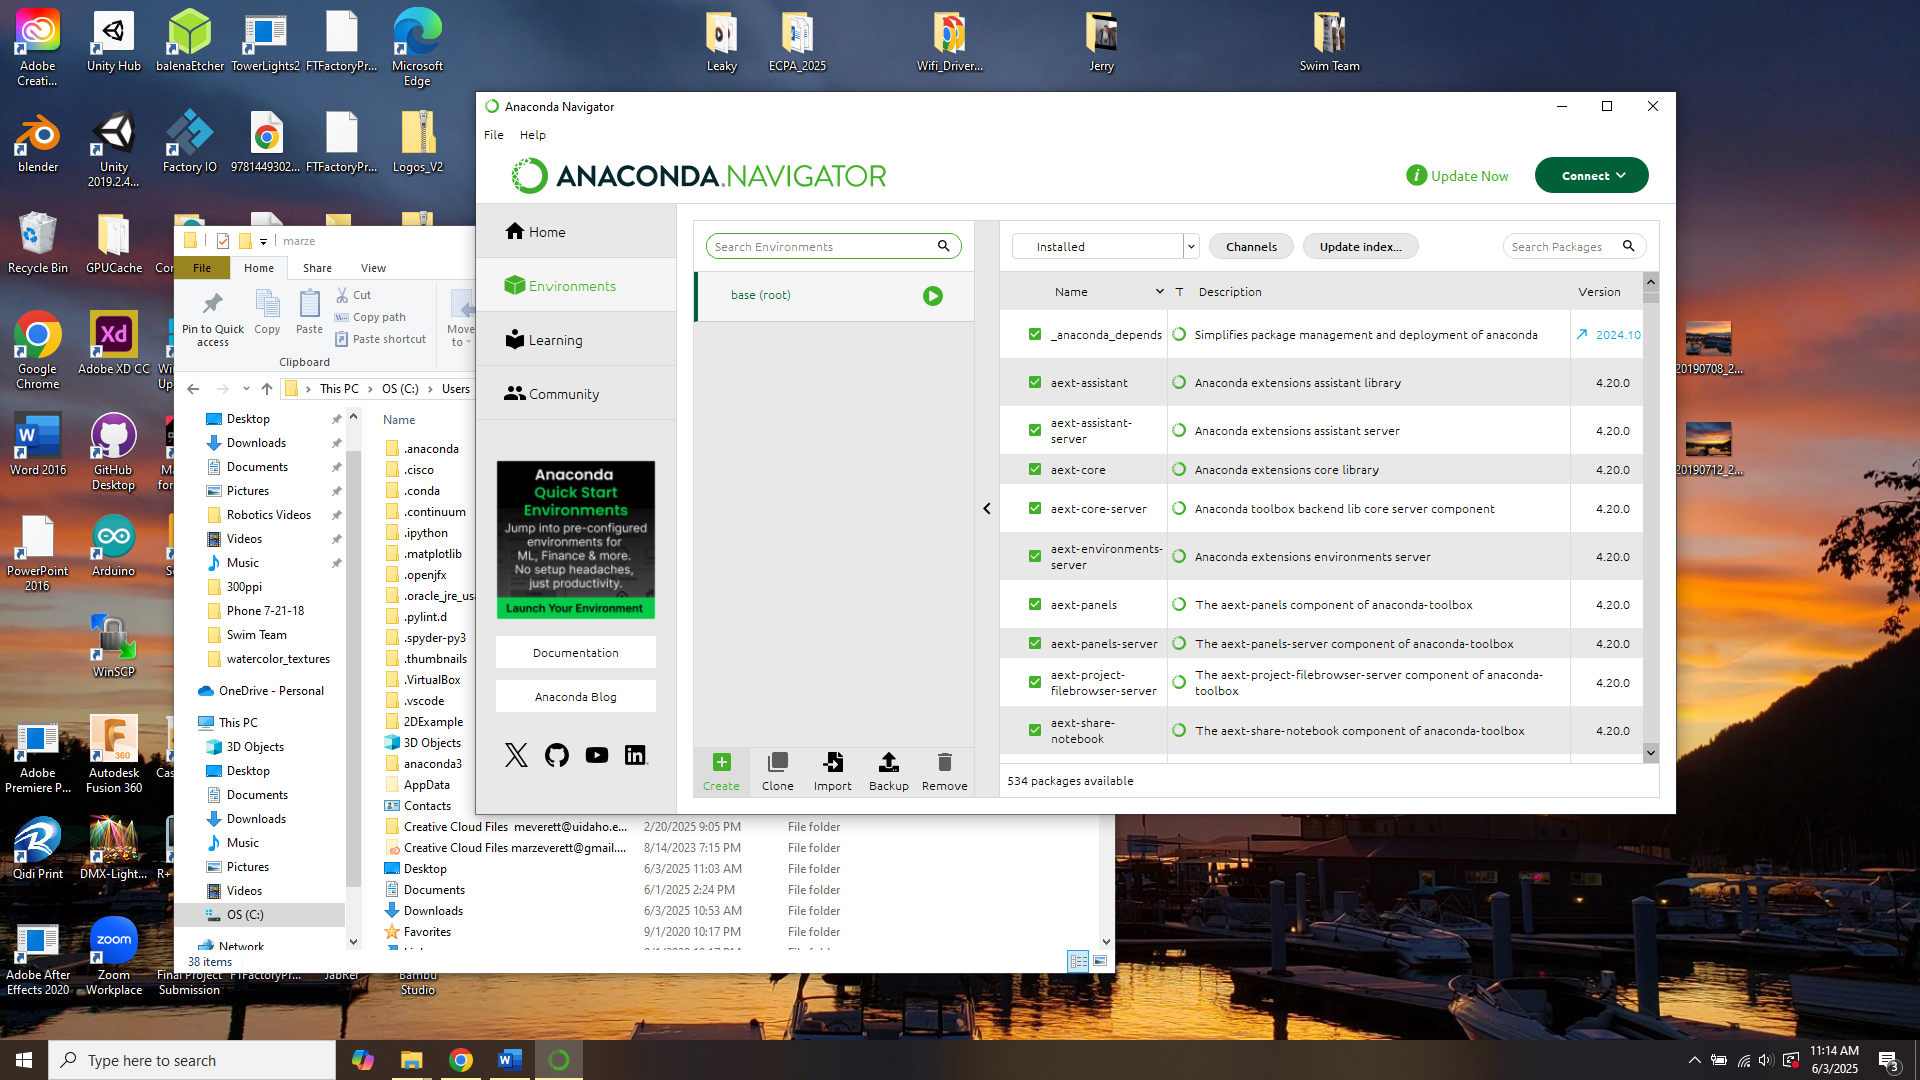 Adobe Creati...
Unity Hub
balenaEtcher
TowerLights2
FTFactoryPr...
Microsoft Edge
Leaky
ECPA_2025
Wifi_Driver...
Jerry
Swim Team
blender
Unity 2019.2.4...
Factory IO
9781449302...
FTFactoryPr...
Logos_V2
Recycle Bin
GPUCache
Google Chrome
Adobe XD CC
Word 2016
GitHub Desktop
PowerPoint 2016
Arduino
WinSCP
Adobe Premiere P...
Autodesk Fusion 360
Qidi Print
DMX-Light...
R+
Adobe After Effects 2020
Zoom Workplace
Final Project Submission
FTFactoryPr...
Bambu Studio
20190708_2...
20190712_2...
marze
File
Home
Share
View
Pin to Quick access
Copy
Paste
Cut
Copy path
Paste shortcut
Move to
Clipboard
This PC
OS (C:)
Users
Desktop
Downloads
Documents
Pictures
Robotics Videos
Videos
Music
300ppi
Phone 7-21-18
Swim Team
watercolor_textures
OneDrive - Personal
This PC
3D Objects
Desktop
Documents
Downloads
Music
Pictures
Videos
OS (C:)
Network
38 items
Name
.anaconda
.cisco
.conda
.continuum
.ipython
.matplotlib
.openjfx
.oracle_jre_usa
.pylint.d
.spyder-py3
.thumbnails
.VirtualBox
.vscode
2DExample
3D Objects
anaconda3
AppData
Contacts
Creative Cloud Files  meverett@uidaho.e... 2/20/2025 9:05 PM File folder
Creative Cloud Files marzeverett@gmail.... 8/14/2023 7:15 PM File folder
Desktop 6/3/2025 11:03 AM File folder
Documents 6/1/2025 2:24 PM File folder
Downloads 6/3/2025 10:53 AM File folder
Favorites 9/1/2020 10:17 PM File folder
Anaconda Navigator
File Help
ANACONDA.NAVIGATOR
Update Now
Connect
Home
Environments
Learning
Community
Anaconda
Quick Start
Environments
Jump into pre-configured
environments for
ML, Finance & more.
No setup headaches,
just productivity.
Launch Your Environment
Documentation
Anaconda Blog
Search Environments
base (root)
Create
Clone
Import
Backup
Remove
Installed
Channels
Update index...
Search Packages
Name T Description Version
_anaconda_depends Simplifies package management and deployment of anaconda 2024.10
aext-assistant Anaconda extensions assistant library 4.20.0
aext-assistant-server Anaconda extensions assistant server 4.20.0
aext-core Anaconda extensions core library 4.20.0
aext-core-server Anaconda toolbox backend lib core server component 4.20.0
aext-environments-server Anaconda extensions environments server 4.20.0
aext-panels The aext-panels component of anaconda-toolbox 4.20.0
aext-panels-server The aext-panels-server component of anaconda-toolbox 4.20.0
aext-project-filebrowser-server The aext-project-filebrowser-server component of anaconda-toolbox 4.20.0
aext-share-notebook The aext-share-notebook component of anaconda-toolbox 4.20.0
534 packages available
Type here to search
11:14 AM
6/3/2025
3